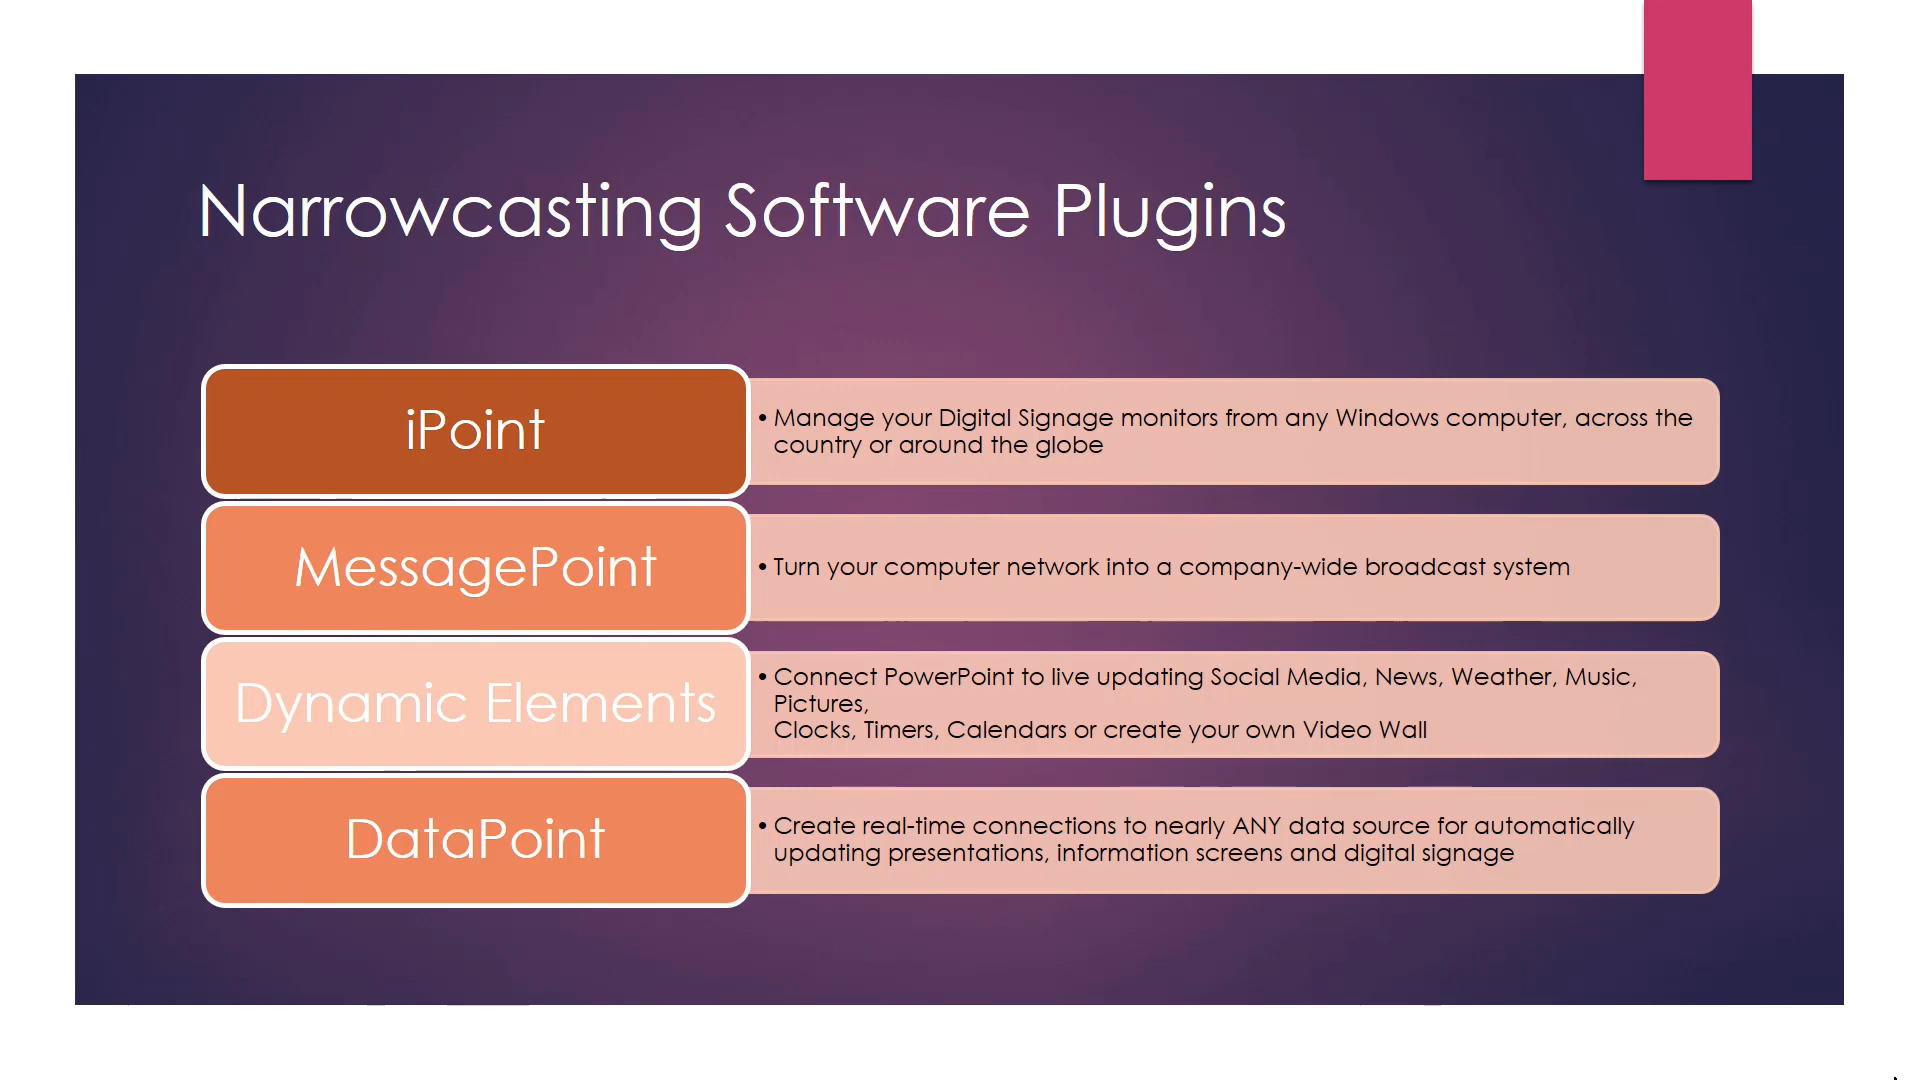 Narrowcasting Software Plugins
iPoint
• Manage your Digital Signage monitors from any Windows computer, across the
country or around the globe
MessagePoint
• Turn your computer network into a company-wide broadcast system
Dynamic Elements
• Connect PowerPoint to live updating Social Media, News, Weather, Music,
Pictures,
Clocks, Timers, Calendars or create your own Video Wall
DataPoint
• Create real-time connections to nearly ANY data source for automatically
updating presentations, information screens and digital signage